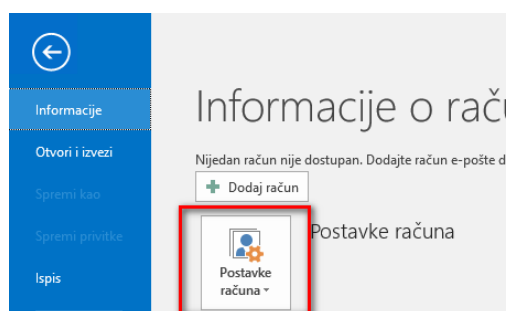 Informacije
Otvori i izvezi
Spremi kao
Spremi privitke
Ispis
Informacije o
Nijedan račun nije dostupan. Dodajte račun e-pošte
Dodaj račun
Postavke
računa
Postavke računa